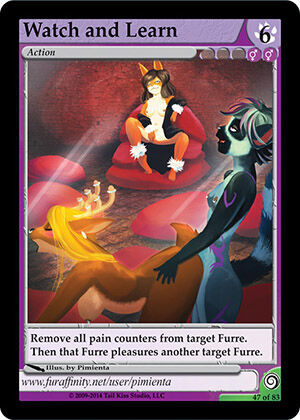 Watch and Learn
6
Action
Remove all pain counters from target Furre.
Then that Furre pleasures another target Furre.
Illus. by Pimienta
www.furaffinity.net/user/pimienta
© 2009-2014 Tail Kiss Studio, LLC
47 of 83